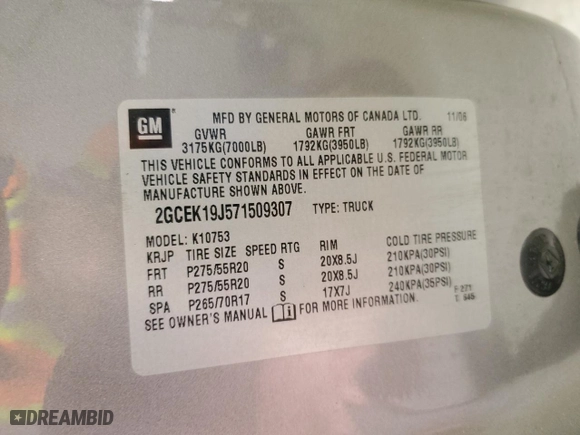 GM
MFD BY GENERAL MOTORS OF CANADA LTD. 11/06
GVWR GAWR FRT GAWR RR
3175KG(7000LB) 1792KG(3950LB) 1792KG(3950LB)
THIS VEHICLE CONFORMS TO ALL APPLICABLE U.S. FEDERAL MOTOR
VEHICLE SAFETY STANDARDS IN EFFECT ON THE DATE OF
MANUFACTURE SHOWN ABOVE.
2GCEK19J571509307 TYPE: TRUCK
MODEL: K10753
KRJP TIRE SIZE SPEED RTG RIM COLD TIRE PRESSURE
FRT P275/55R20 S 20X8.5J 210KPA(30PSI)
RR P275/55R20 S 20X8.5J 210KPA(30PSI)
SPA P265/70R17 S 17X7J 240KPA(35PSI)
SEE OWNER'S MANUAL FOR MORE INFORMATION.
DREAMBID